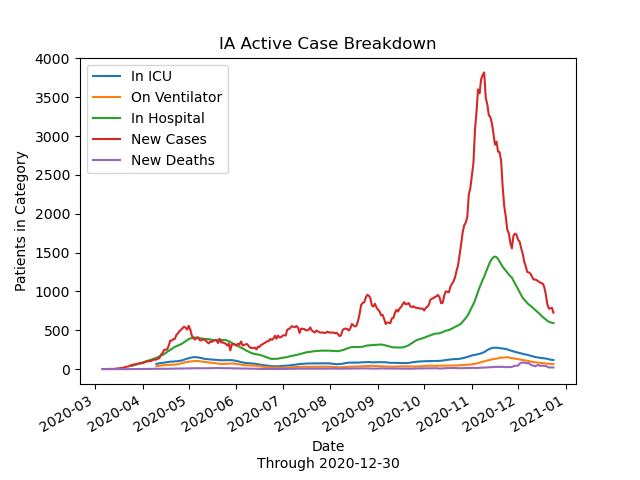 IA Active Case Breakdown
In ICU
On Ventilator
In Hospital
New Cases
New Deaths
4000
3500
3000
2500
2000
1500
1000
500
0
Patients in Category
2020-03
2020-04
2020-05
2020-06
2020-07
2020-08
2020-09
2020-10
2020-11
2020-12
2021-01
Date
Through 2020-12-30